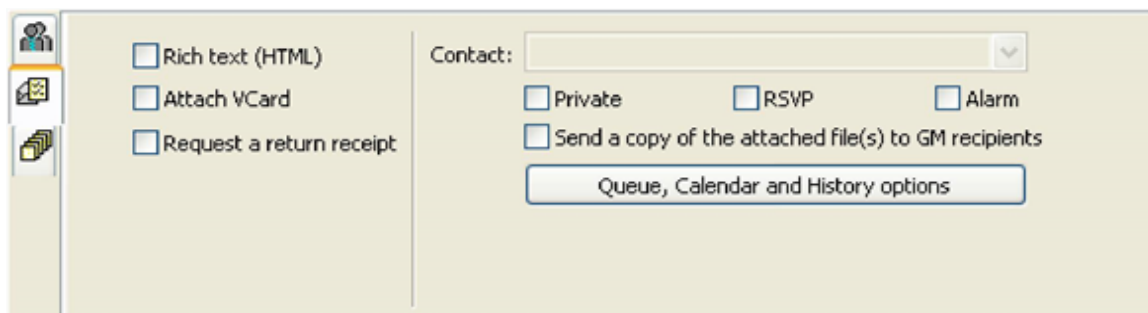 Rich text (HTML)
Attach VCard
Request a return receipt
Contact:
Private RSVP Alarm
Send a copy of the attached file(s) to GM recipients
Queue, Calendar and History options